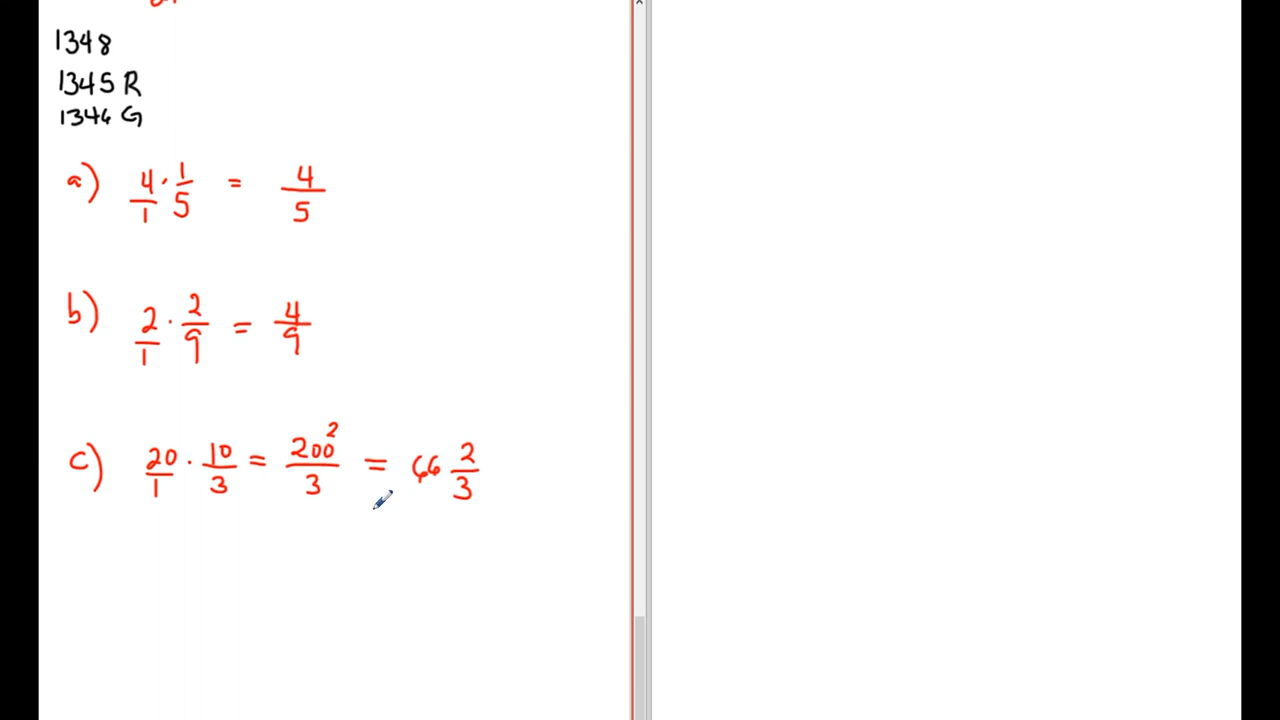 1348
1345 R
1346 G
a) 4/1 · 1/5 = 4/5
b) 2/1 · 2/9 = 4/9
c) 20/1 · 10/3 = 200²/3 = 66 2/3